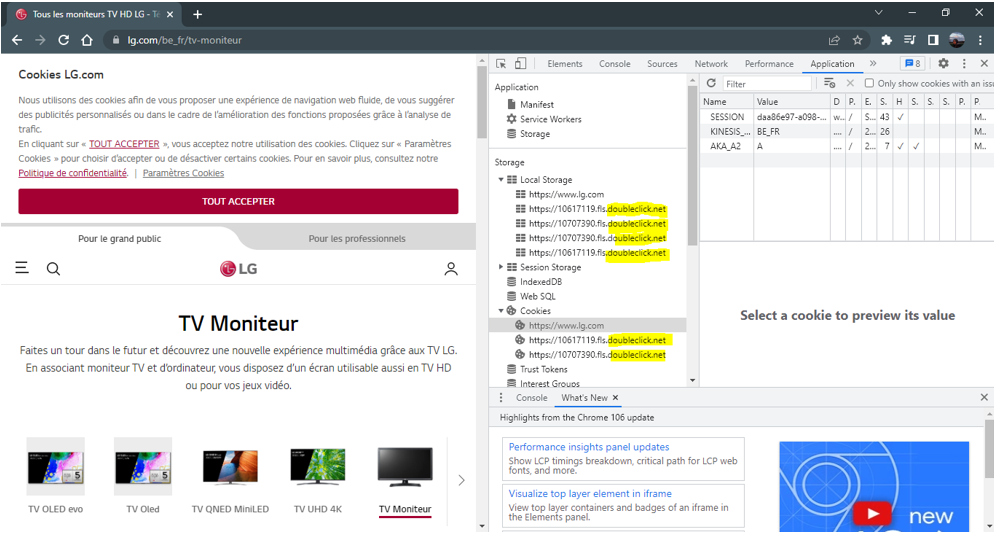 Tous les moniteurs TV HD LG - To
lg.com/be_fr/tv-moniteur
Cookies LG.com
Nous utilisons des cookies afin de vous proposer une expérience de navigation web fluide, de vous suggérer
des publicités personnalisés ou dans le cadre de l'amélioration des fonctions proposées grâce à l'analyse de
trafic.
En cliquant sur « TOUT ACCEPTER », vous acceptez notre utilisation des cookies. Cliquez sur « Paramètres
Cookies » pour choisir d'accepter ou de désactiver certains cookies. Pour en savoir plus, consultez notre
Politique de confidentialité. | Paramètres Cookies
TOUT ACCEPTER
Pour le grand public
Pour les professionnels
LG
TV Moniteur
Faites un tour dans le futur et découvrez une nouvelle expérience multimédia grâce aux TV LG.
En associant moniteur TV et d'ordinateur, vous disposez d'un écran utilisable aussi en TV HD
ou pour vos jeux vidéo.
TV OLED evo
TV Oled
TV QNED MiniLED
TV UHD 4K
TV Moniteur
Elements Console Sources Network Performance Application » 8
Application
Manifest
Service Workers
Storage
Storage
Local Storage
https://www.lg.com
https://10617119.fls.doubleclick.net
https://10707390.fls.doubleclick.net
https://10707390.fls.doubleclick.net
https://10617119.fls.doubleclick.net
Session Storage
IndexedDB
Web SQL
Cookies
https://www.lg.com
https://10617119.fls.doubleclick.net
https://10707390.fls.doubleclick.net
Trust Tokens
Interest Groups
Filter
Only show cookies with an iss
Name Value D P. E. S. H S. S. S. P. P
SESSION daa86e97-a098-... w... / S... 43 ✓ M...
KINESIS_... BE_FR .... / 2... 26 M...
AKA_A2 A .... / 2... 7 ✓ ✓ M...
Select a cookie to preview its value
Console What's New
Highlights from the Chrome 106 update
Performance insights panel updates
Show LCP timings breakdown, critical path for LCP web
fonts, and more.
Visualize top layer element in iframe
View top layer containers and badges of an iframe in
the Elements panel.
new